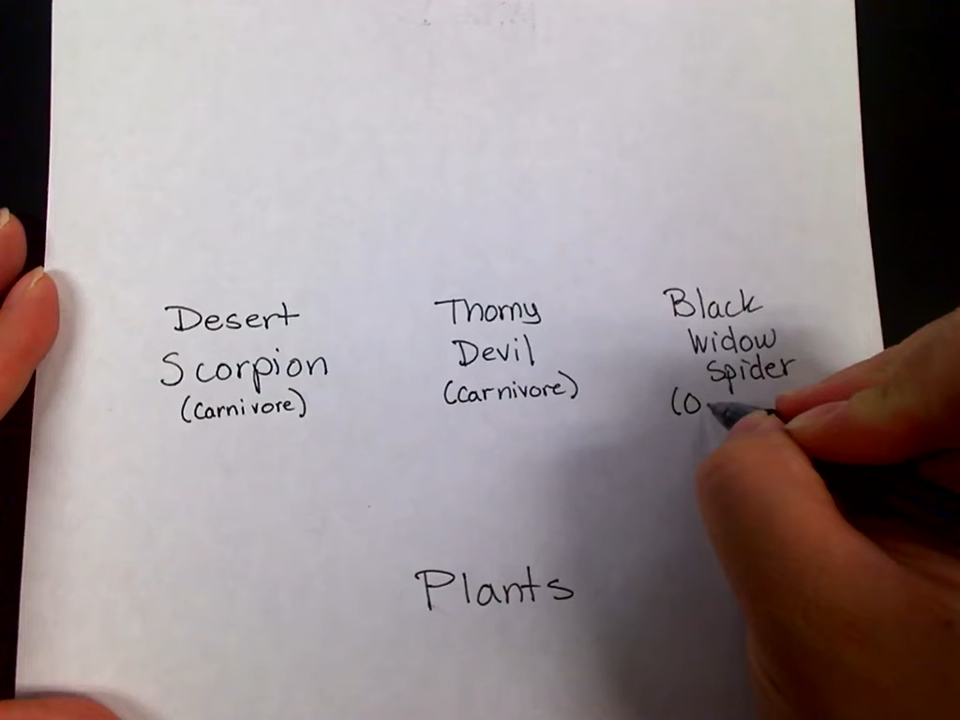 Desert
Scorpion
(Carnivore)
Thorny
Devil
(Carnivore)
Black
Widow
Spider
(O
Plants